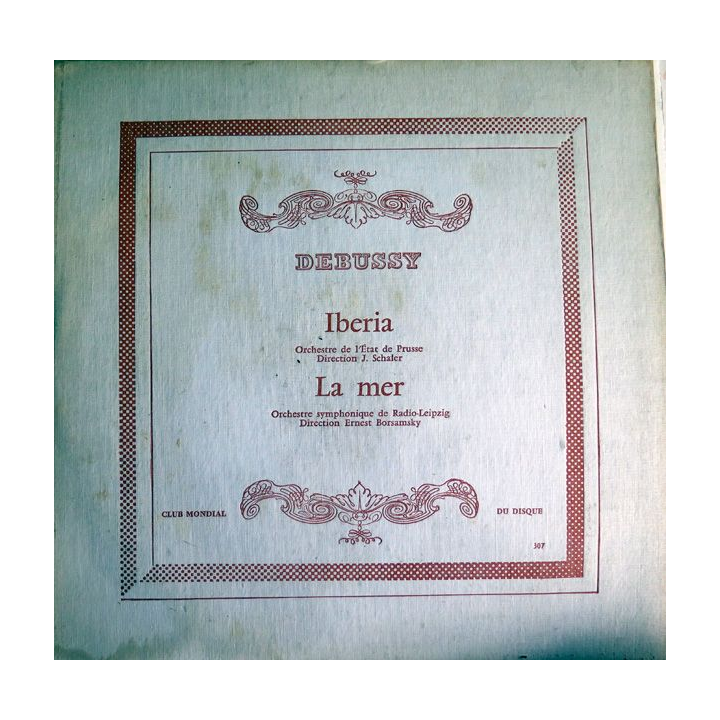 DEBUSSY
Iberia
Orchestre de l'État de Prusse
Direction J. Schaler
La mer
Orchestre symphonique de Radio-Leipzig
Direction Ernest Borsamsky
CLUB MONDIAL DU DISQUE
307